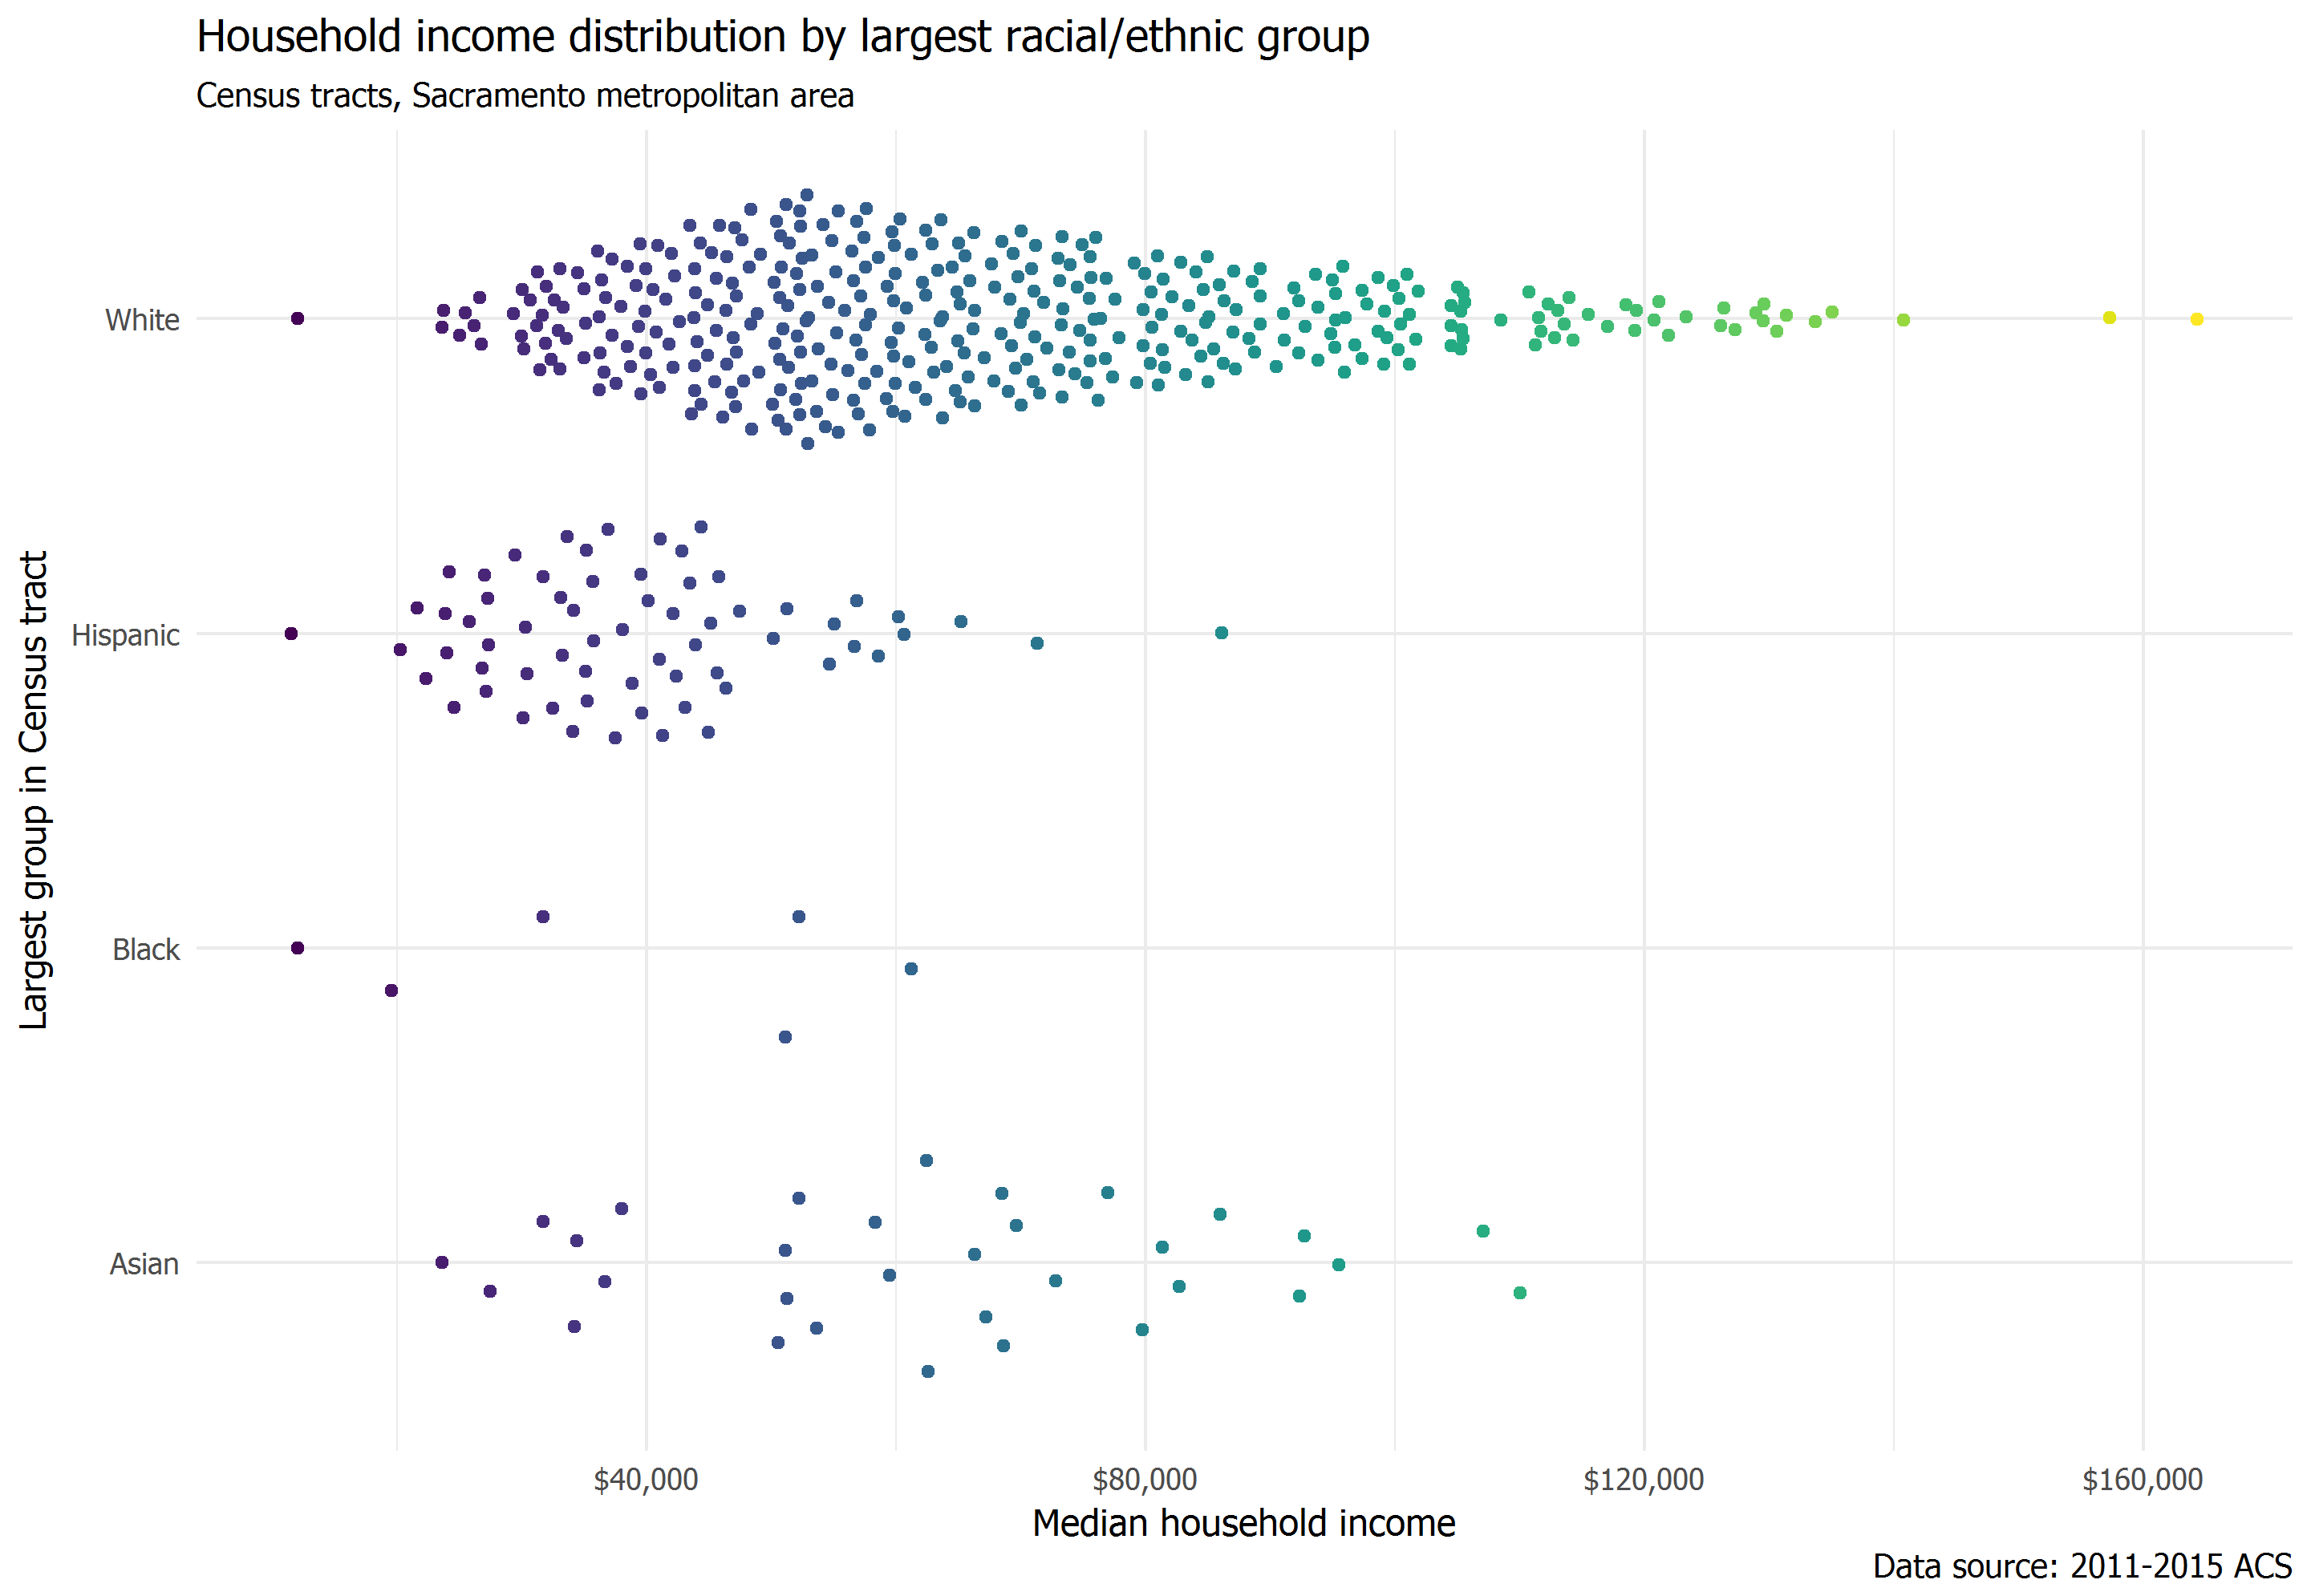 Household income distribution by largest racial/ethnic group
Census tracts, Sacramento metropolitan area
Largest group in Census tract
White
Hispanic
Black
Asian
$40,000
$80,000
$120,000
$160,000
Median household income
Data source: 2011-2015 ACS